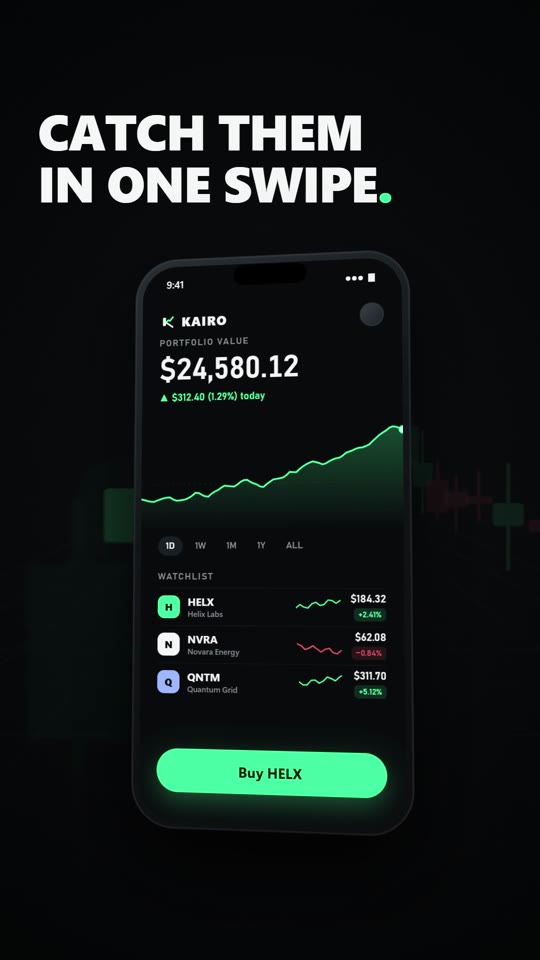 CATCH THEM
IN ONE SWIPE.
9:41
KAIRO
PORTFOLIO VALUE
$24,580.12
▲ $312.40 (1.29%) today
1D 1W 1M 1Y ALL
WATCHLIST
H HELX $184.32
Helix Labs +2.41%
N NVRA $62.08
Novara Energy −0.84%
Q QNTM $311.70
Quantum Grid +5.12%
Buy HELX